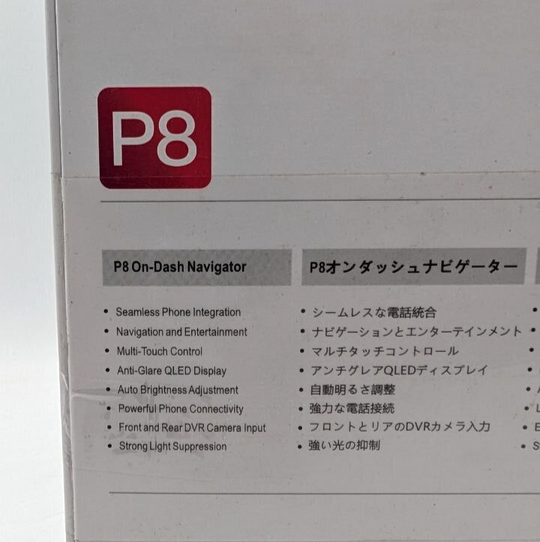 P8
P8 On-Dash Navigator
• Seamless Phone Integration
• Navigation and Entertainment
• Multi-Touch Control
• Anti-Glare QLED Display
• Auto Brightness Adjustment
• Powerful Phone Connectivity
• Front and Rear DVR Camera Input
• Strong Light Suppression
P8オンダッシュナビゲーター
• シームレスな電話統合
• ナビゲーションとエンターテインメント
• マルチタッチコントロール
• アンチグレアQLEDディスプレイ
• 自動明るさ調整
• 強力な電話接続
• フロントとリアのDVRカメラ入力
• 強い光の抑制